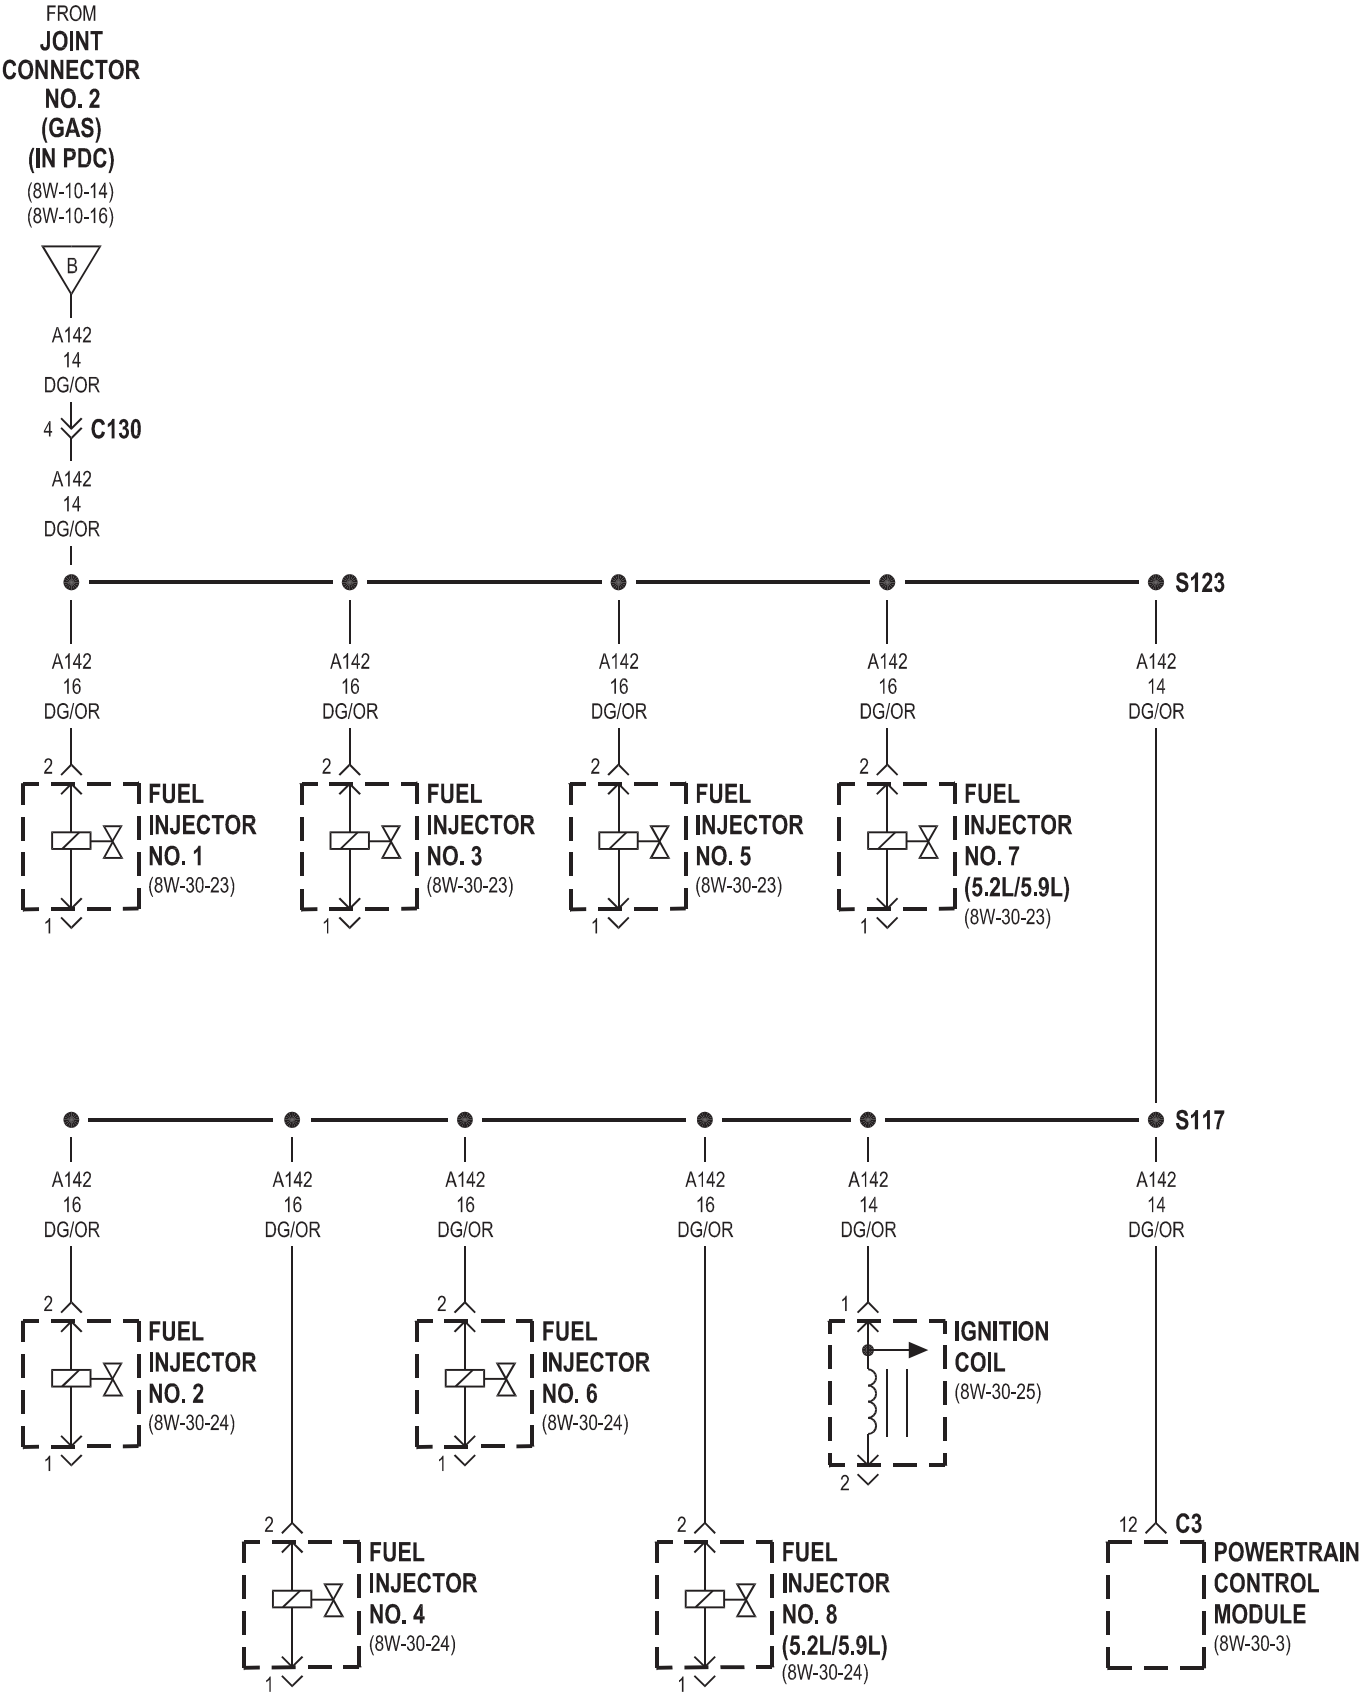 FROM
JOINT
CONNECTOR
NO. 2
(GAS)
(IN PDC)
(8W-10-14)
(8W-10-16)
B
A142
14
DG/OR
4
C130
A142
14
DG/OR
S123
A142
16
DG/OR
A142
16
DG/OR
A142
16
DG/OR
A142
16
DG/OR
A142
14
DG/OR
2
FUEL
INJECTOR
NO. 1
(8W-30-23)
1
2
FUEL
INJECTOR
NO. 3
(8W-30-23)
1
2
FUEL
INJECTOR
NO. 5
(8W-30-23)
1
2
FUEL
INJECTOR
NO. 7
(5.2L/5.9L)
(8W-30-23)
1
S117
A142
16
DG/OR
A142
16
DG/OR
A142
16
DG/OR
A142
16
DG/OR
A142
14
DG/OR
A142
14
DG/OR
2
FUEL
INJECTOR
NO. 2
(8W-30-24)
1
2
FUEL
INJECTOR
NO. 6
(8W-30-24)
1
1
IGNITION
COIL
(8W-30-25)
2
2
FUEL
INJECTOR
NO. 4
(8W-30-24)
1
2
FUEL
INJECTOR
NO. 8
(5.2L/5.9L)
(8W-30-24)
1
12
C3
POWERTRAIN
CONTROL
MODULE
(8W-30-3)